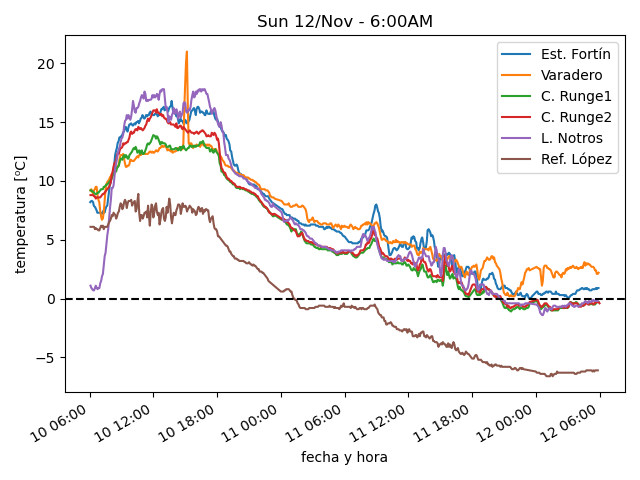 Sun 12/Nov - 6:00AM
Est. Fortín
Varadero
C. Runge1
C. Runge2
L. Notros
Ref. López
temperatura [°C]
20
15
10
5
0
−5
10 06:00
10 12:00
10 18:00
11 00:00
11 06:00
11 12:00
11 18:00
12 00:00
12 06:00
fecha y hora